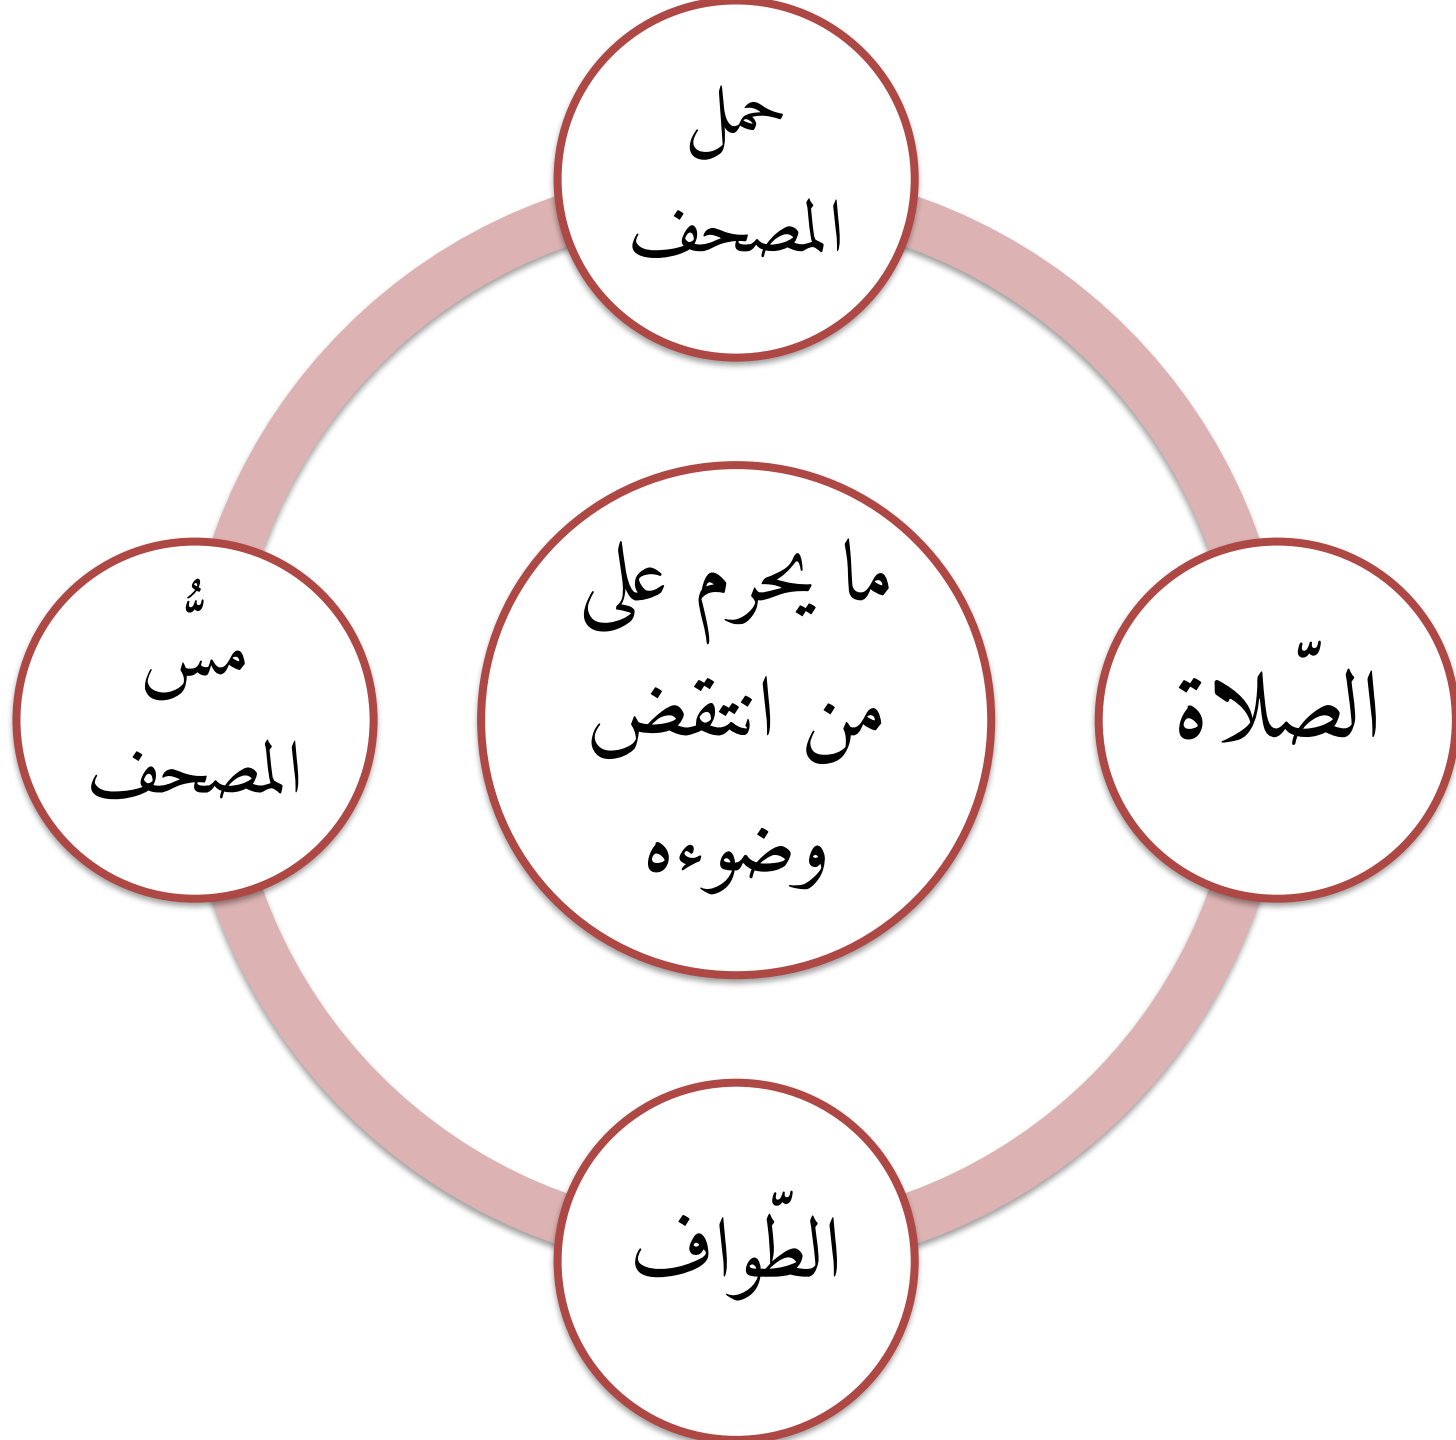 حمل
المصحف
ما يحرم على
من انتقض
وضوءه
الصّلاة
مسُّ
المصحف
الطّواف